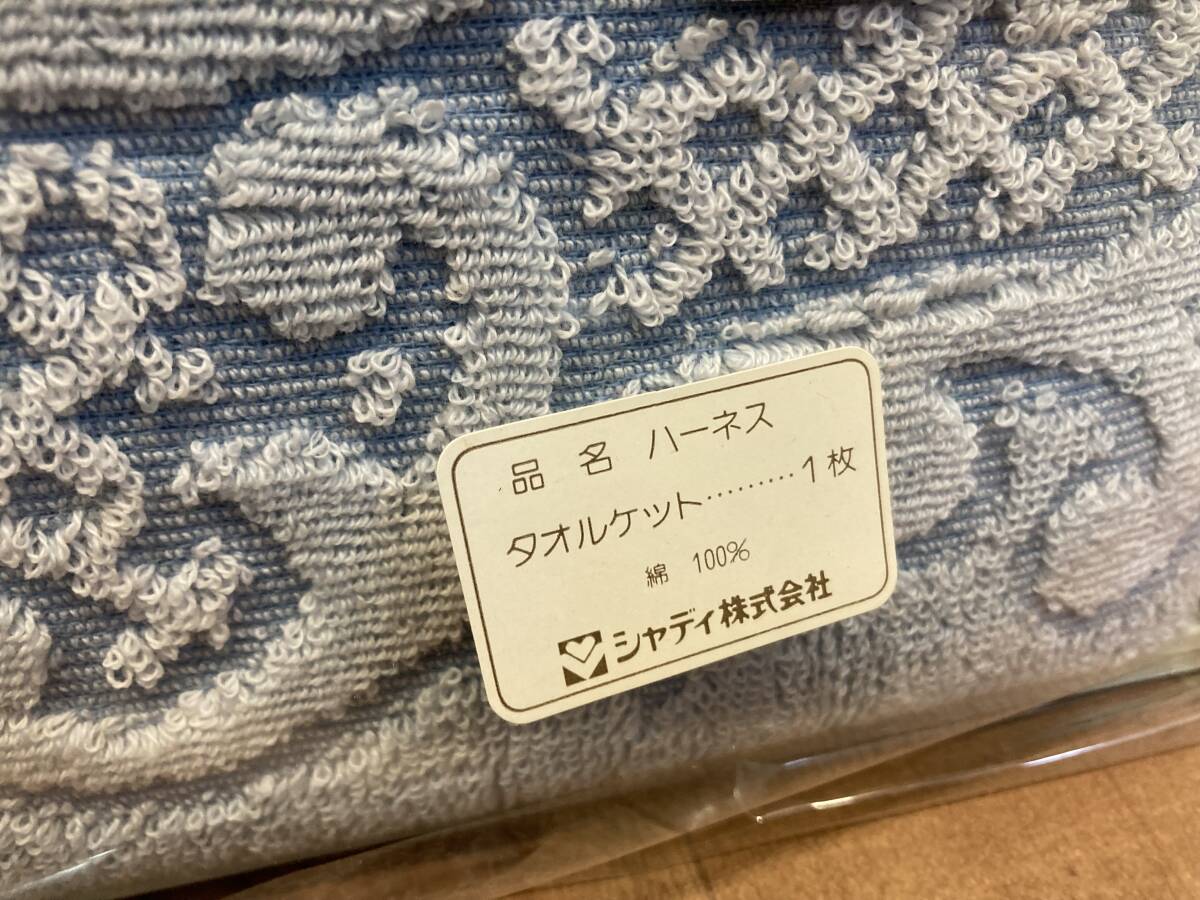 品 名 ハーネス
タオルケット………1枚
綿 100%
シャディ株式会社